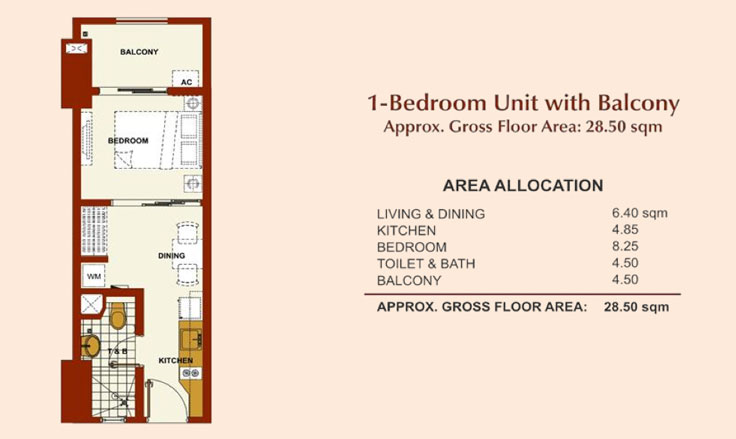 BALCONY
AC
BEDROOM
DINING
WM
T & B
KITCHEN
1-Bedroom Unit with Balcony
Approx. Gross Floor Area: 28.50 sqm
AREA ALLOCATION
LIVING & DINING 6.40 sqm
KITCHEN 4.85
BEDROOM 8.25
TOILET & BATH 4.50
BALCONY 4.50
APPROX. GROSS FLOOR AREA: 28.50 sqm